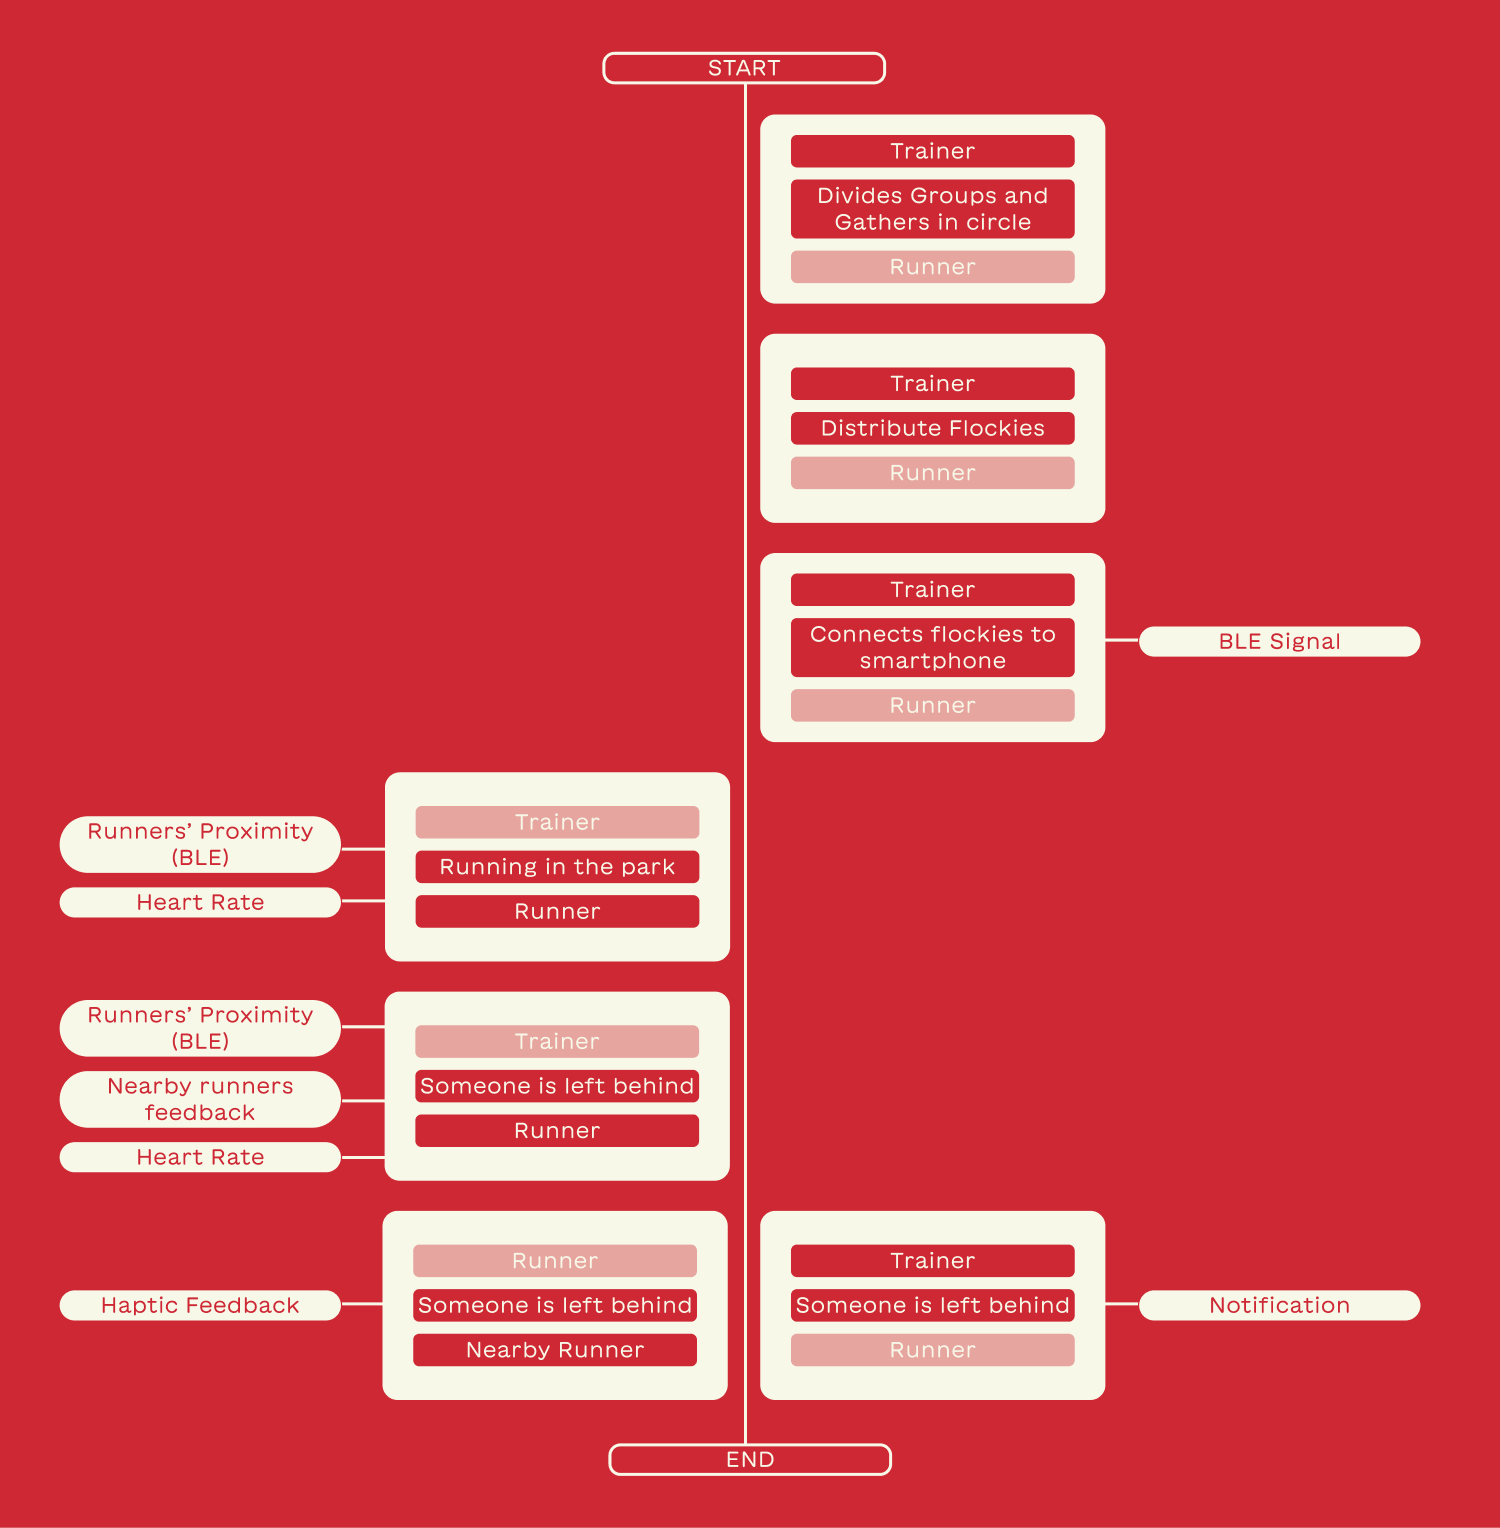 START
Trainer
Divides Groups and
Gathers in circle
Runner
Trainer
Distribute Flockies
Runner
Trainer
Connects flockies to
smartphone
Runner
BLE Signal
Runners’ Proximity
(BLE)
Heart Rate
Trainer
Running in the park
Runner
Runners’ Proximity
(BLE)
Nearby runners
feedback
Heart Rate
Trainer
Someone is left behind
Runner
Haptic Feedback
Runner
Someone is left behind
Nearby Runner
Trainer
Someone is left behind
Runner
Notification
END